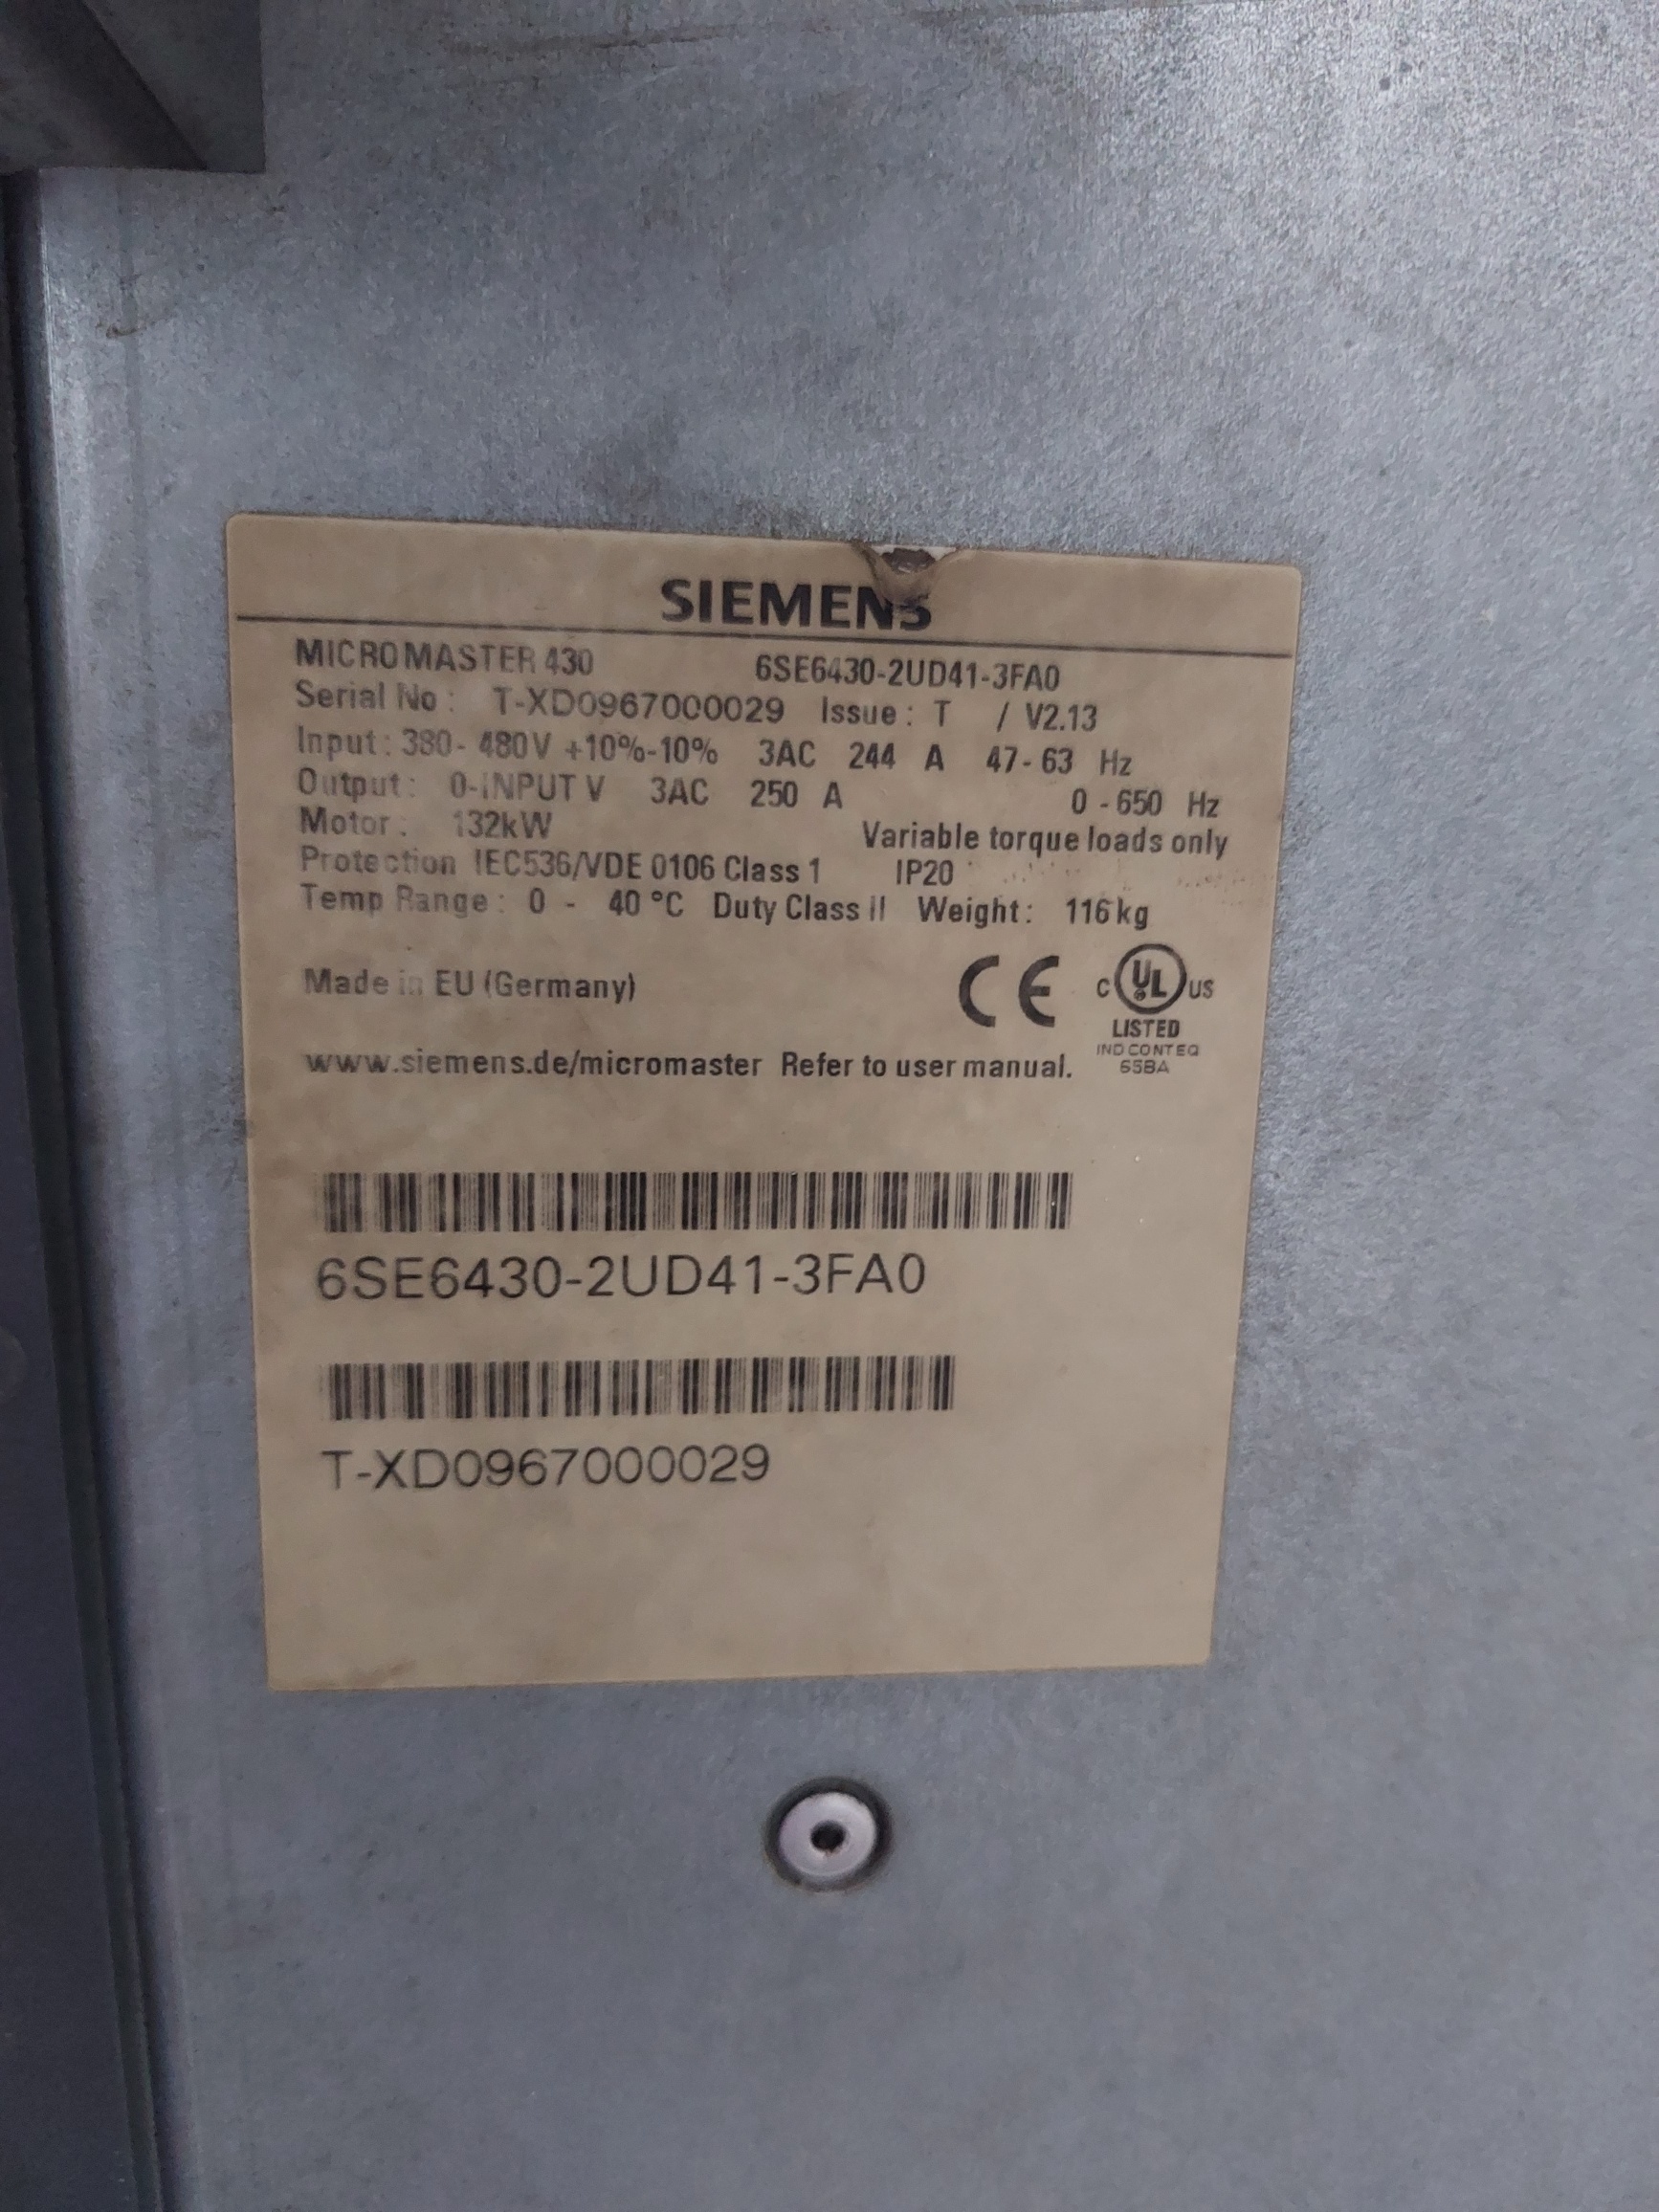 SIEMENS
MICROMASTER 430 6SE6430-2UD41-3FA0
Serial No : T-XD0967000029 Issue : T / V2.13
Input : 380- 480V +10%-10% 3AC 244 A 47- 63 Hz
Output : 0-INPUT V 3AC 250 A 0 - 650 Hz
Motor : 132kW Variable torque loads only
Protection IEC536/VDE 0106 Class 1 IP20
Temp Range : 0 - 40 °C Duty Class II Weight : 116 kg
Made in EU (Germany) CE C UL US
LISTED
IND CONT EQ
65BA
www.siemens.de/micromaster Refer to user manual.
6SE6430-2UD41-3FA0
T-XD0967000029